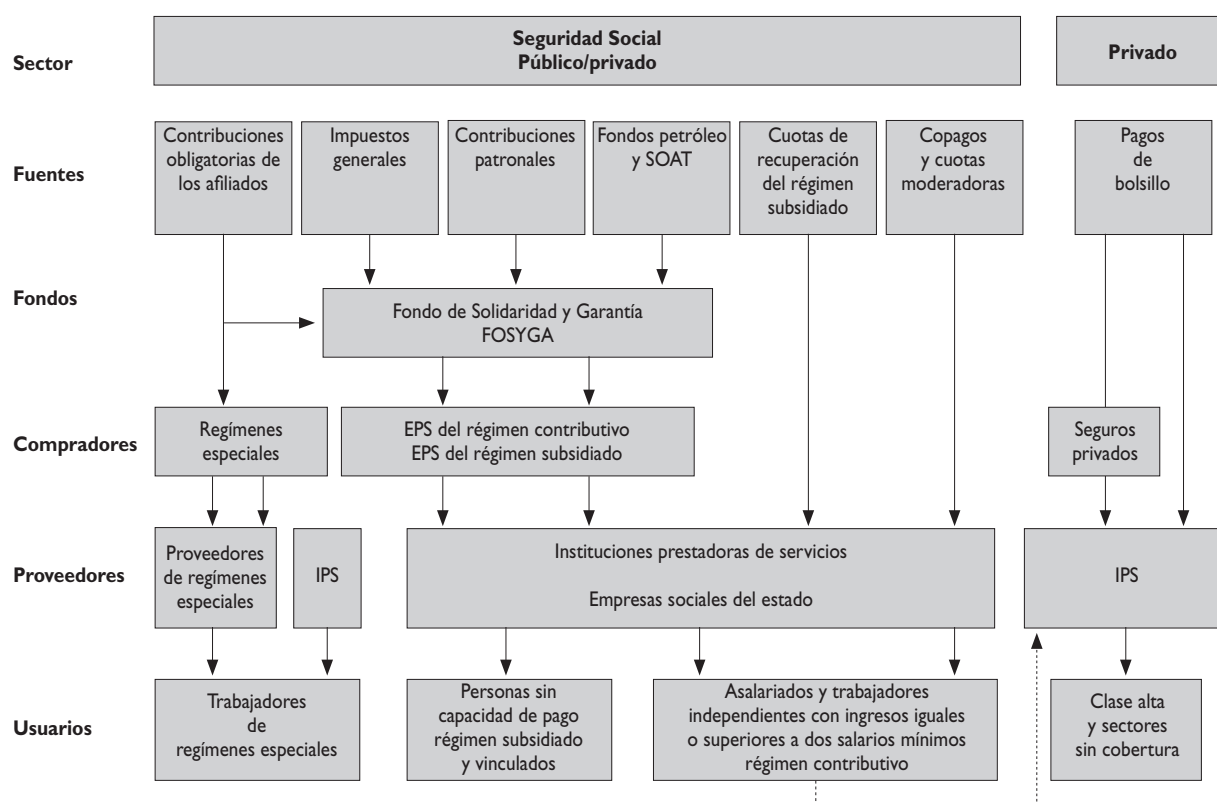 Sector
Seguridad Social
Público/privado
Privado
Fuentes
Contribuciones
obligatorias de
los afiliados
Impuestos
generales
Contribuciones
patronales
Fondos petróleo
y SOAT
Cuotas de
recuperación
del régimen
subsidiado
Copagos
y cuotas
moderadoras
Pagos
de
bolsillo
Fondos
Fondo de Solidaridad y Garantía
FOSYGA
Compradores
Regímenes
especiales
EPS del régimen contributivo
EPS del régimen subsidiado
Seguros
privados
Proveedores
Proveedores
de regímenes
especiales
IPS
Instituciones prestadoras de servicios
Empresas sociales del estado
IPS
Usuarios
Trabajadores
de
regímenes especiales
Personas sin
capacidad de pago
régimen subsidiado
y vinculados
Asalariados y trabajadores
independientes con ingresos iguales
o superiores a dos salarios mínimos
régimen contributivo
Clase alta
y sectores
sin cobertura